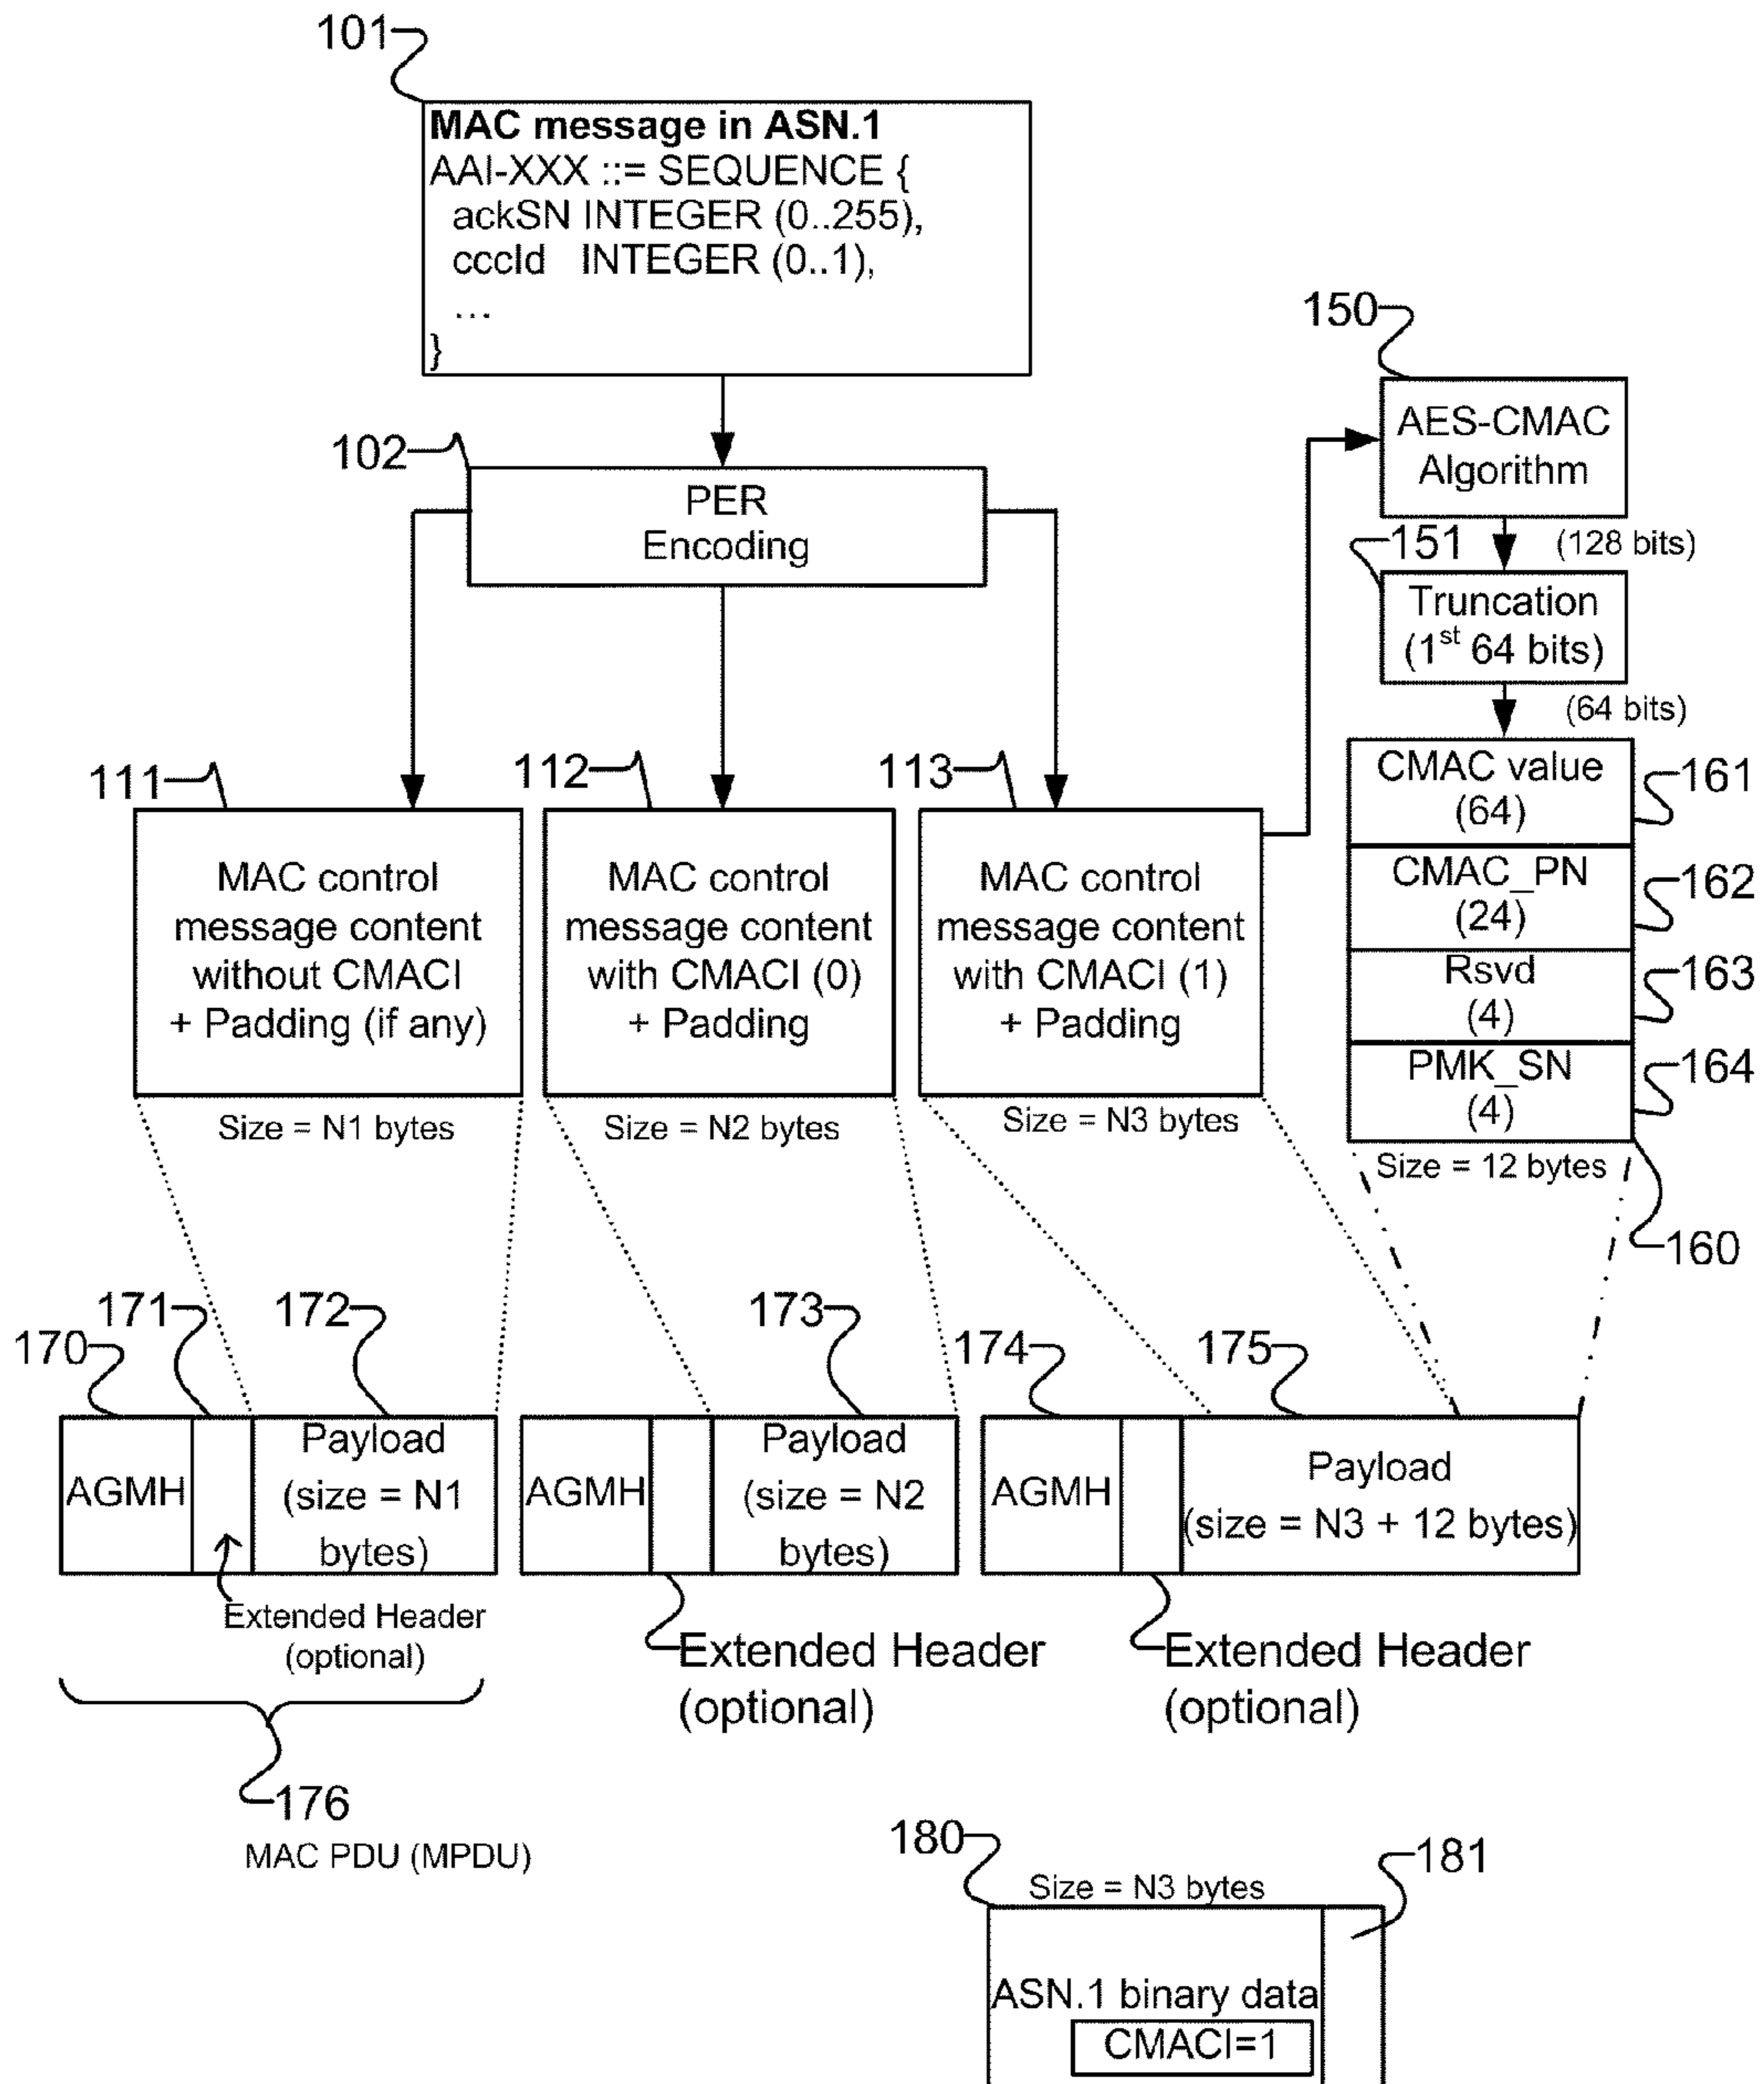 101
MAC message in ASN.1
AAI-XXX ::= SEQUENCE {
ackSN INTEGER (0..255),
cccId INTEGER (0..1),
...
}
150
AES-CMAC
Algorithm
102
PER
Encoding
151
(128 bits)
Truncation
(1st 64 bits)
(64 bits)
111
112
113
CMAC value
(64)
161
CMAC_PN
(24)
162
Rsvd
(4)
163
PMK_SN
(4)
164
MAC control
message content
without CMACI
+ Padding (if any)
MAC control
message content
with CMACI (0)
+ Padding
MAC control
message content
with CMACI (1)
+ Padding
Size = N1 bytes
Size = N2 bytes
Size = N3 bytes
Size = 12 bytes
160
170
171
172
173
174
175
AGMH
Payload
(size = N1
bytes)
AGMH
Payload
(size = N2
bytes)
AGMH
Payload
(size = N3 + 12 bytes)
Extended Header
(optional)
Extended Header
(optional)
Extended Header
(optional)
176
MAC PDU (MPDU)
180
Size = N3 bytes
181
ASN.1 binary data
CMACI=1